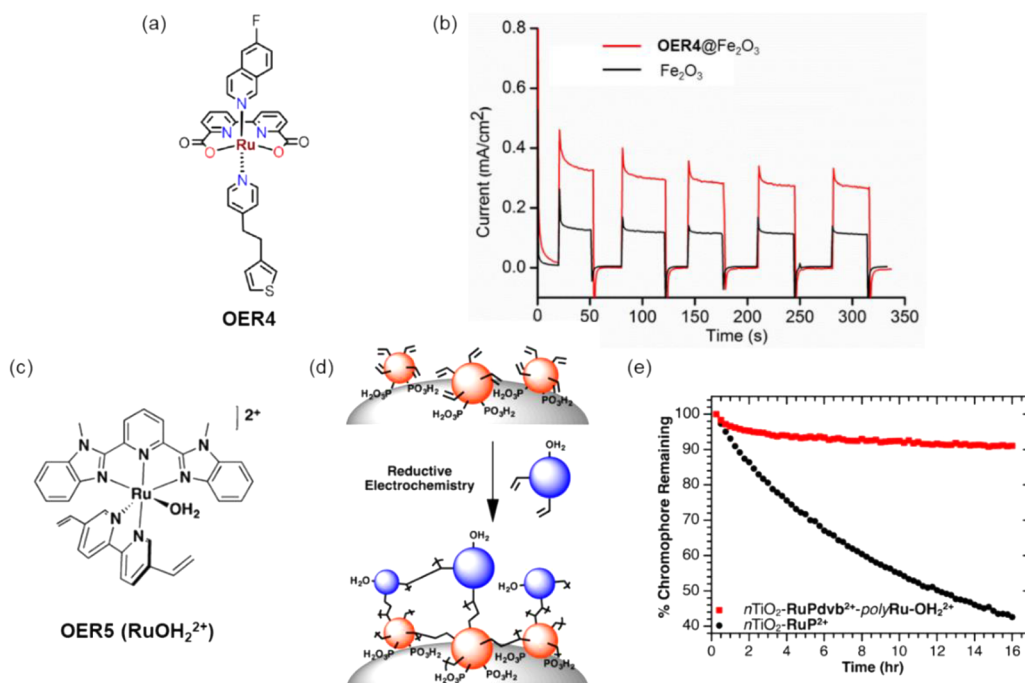 (a)
F
N
N N
Ru
O O
O O
N
S
OER4
(b)
OER4@Fe₂O₃
Fe₂O₃
Current (mA/cm²)
0.8
0.6
0.4
0.2
0.0
0 50 100 150 200 250 300 350
Time (s)
(c)
2+
N N N
N N
Ru
OH₂
N
N
OER5 (RuOH₂²⁺)
(d)
H₂O₃P PO₃H₂ H₂O₃P PO₃H₂ H₂O₃P PO₃H₂
Reductive
Electrochemistry
OH₂
OH₂
H₂O H₂O
H₂O₃P PO₃H₂ H₂O₃P PO₃H₂ H₂O₃P PO₃H₂
(e)
% Chromophore Remaining
100
90
80
70
60
50
40
nTiO₂-RuPdvb²⁺-polyRu-OH₂²⁺
nTiO₂-RuP²⁺
0 2 4 6 8 10 12 14 16
Time (hr)